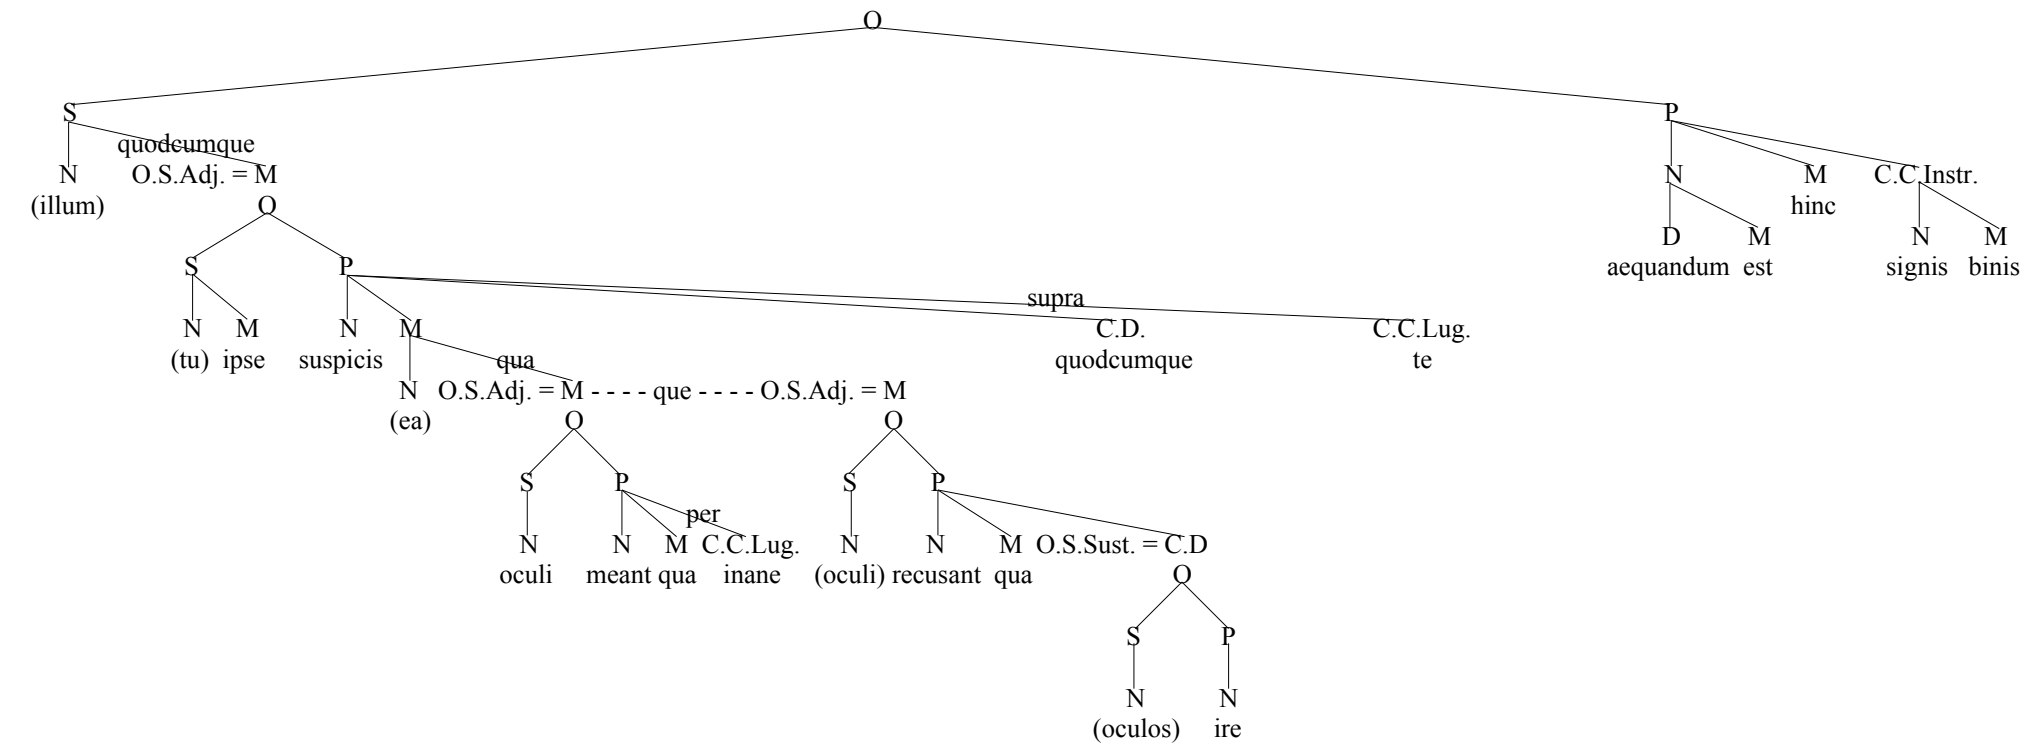 O
S P
quodcumque
N O.S.Adj. = M N M C.C.Instr.
(illum) O hinc
D M N M
S P aequandum est signis binis
supra
N M N M C.D. C.C.Lug.
(tu) ipse suspicis qua quodcumque te
N O.S.Adj. = M - - - - que - - - - O.S.Adj. = M
(ea) O O
S P S P
per
N N M C.C.Lug. N N M O.S.Sust. = C.D
oculi meant qua inane (oculi) recusant qua O
S P
N N
(oculos) ire